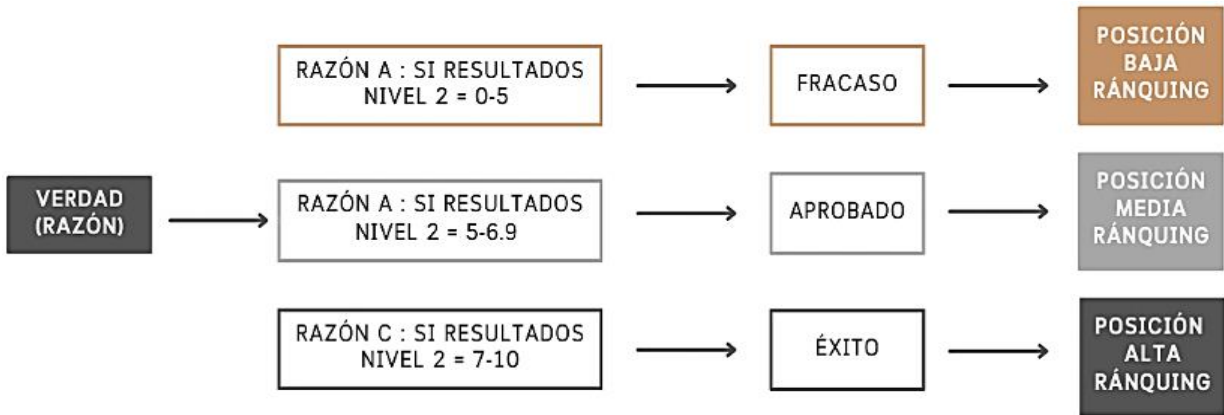 VERDAD
(RAZÓN)
RAZÓN A : SI RESULTADOS
NIVEL 2 = 0-5
FRACASO
POSICIÓN
BAJA
RÁNQUING
RAZÓN A : SI RESULTADOS
NIVEL 2 = 5-6.9
APROBADO
POSICIÓN
MEDIA
RÁNQUING
RAZÓN C : SI RESULTADOS
NIVEL 2 = 7-10
ÉXITO
POSICIÓN
ALTA
RÁNQUING